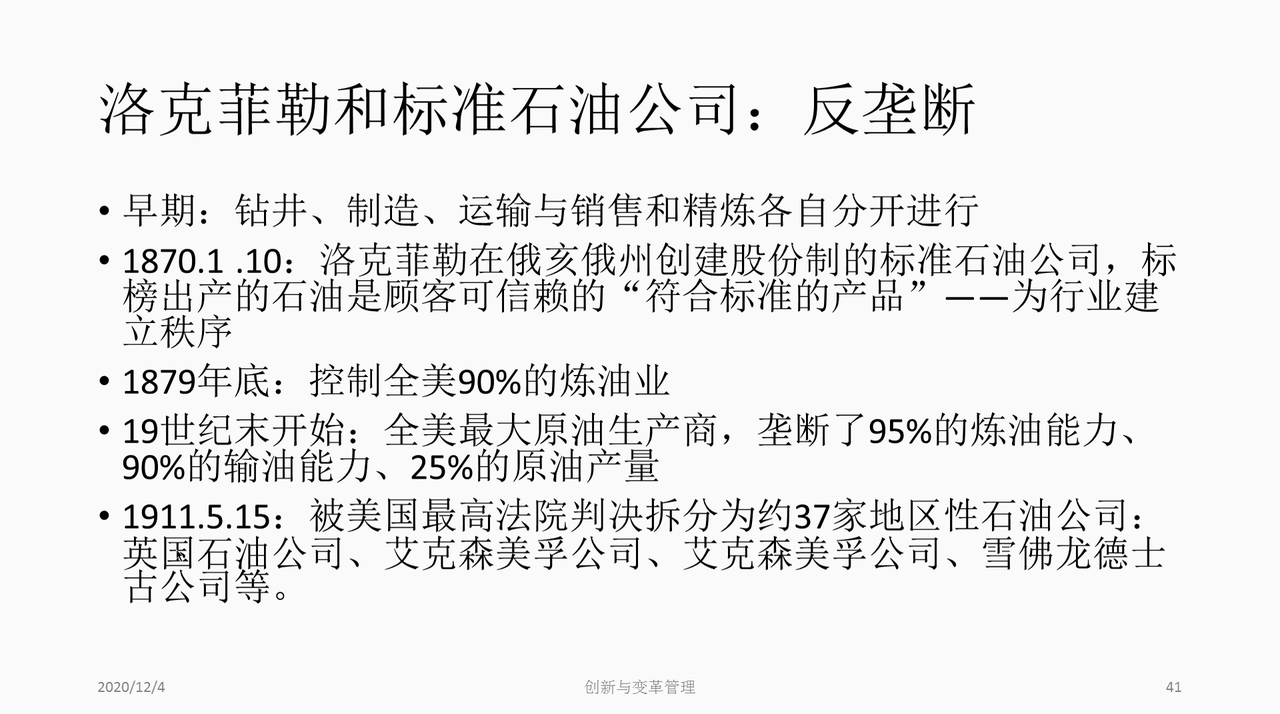 洛克菲勒和标准石油公司：反垄断
• 早期：钻井、制造、运输与销售和精炼各自分开进行
• 1870.1 .10：洛克菲勒在俄亥俄州创建股份制的标准石油公司，标
榜出产的石油是顾客可信赖的“符合标准的产品”——为行业建
立秩序
• 1879年底：控制全美90%的炼油业
• 19世纪末开始：全美最大原油生产商，垄断了95%的炼油能力、
90%的输油能力、25%的原油产量
• 1911.5.15：被美国最高法院判决拆分为约37家地区性石油公司：
英国石油公司、艾克森美孚公司、艾克森美孚公司、雪佛龙德士
古公司等。
2020/12/4
创新与变革管理
41